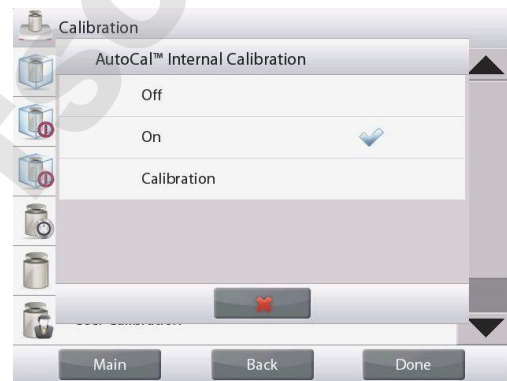 Calibration
AutoCal™ Internal Calibration
Off
On
Calibration
Main
Back
Done